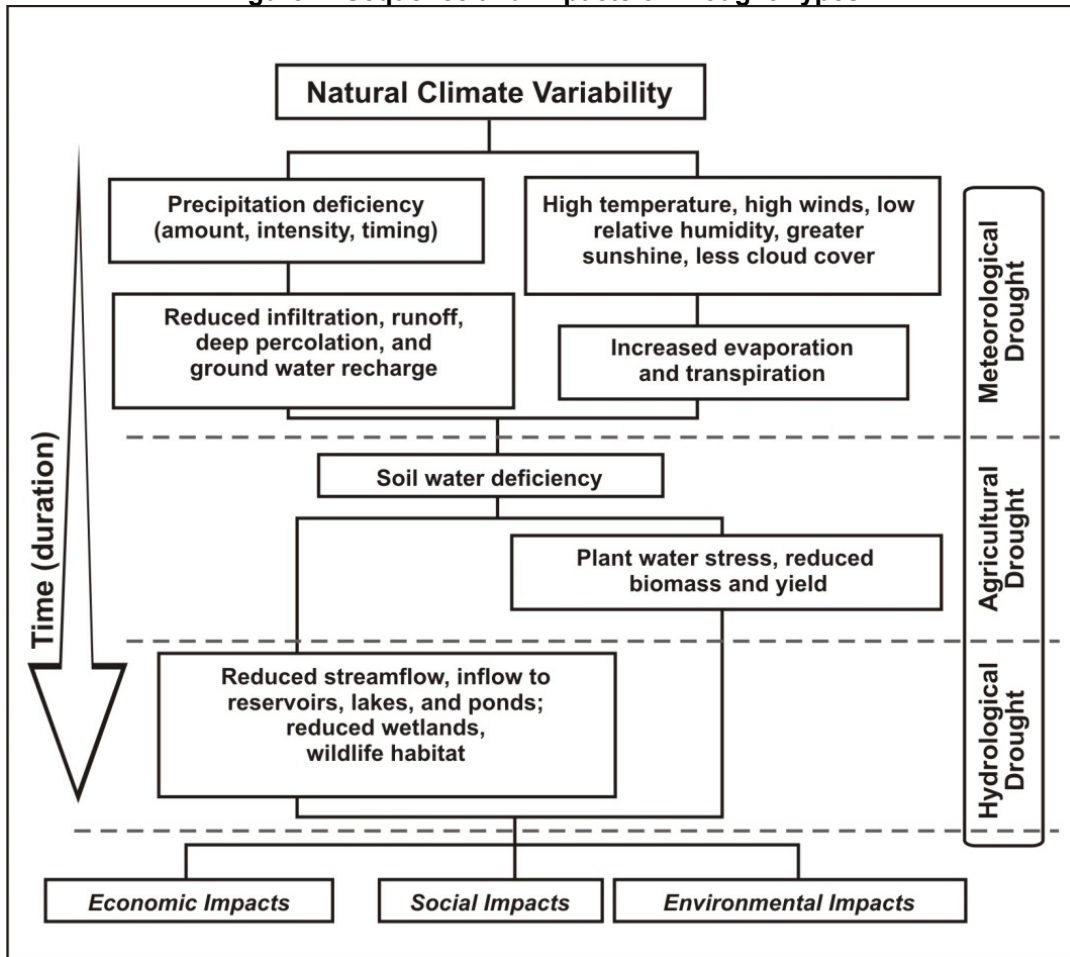 Natural Climate Variability
Precipitation deficiency
(amount, intensity, timing)
High temperature, high winds, low
relative humidity, greater
sunshine, less cloud cover
Reduced infiltration, runoff,
deep percolation, and
ground water recharge
Increased evaporation
and transpiration
Meteorological
Drought
Time (duration)
Soil water deficiency
Plant water stress, reduced
biomass and yield
Agricultural
Drought
Reduced streamflow, inflow to
reservoirs, lakes, and ponds;
reduced wetlands,
wildlife habitat
Hydrological
Drought
Economic Impacts
Social Impacts
Environmental Impacts